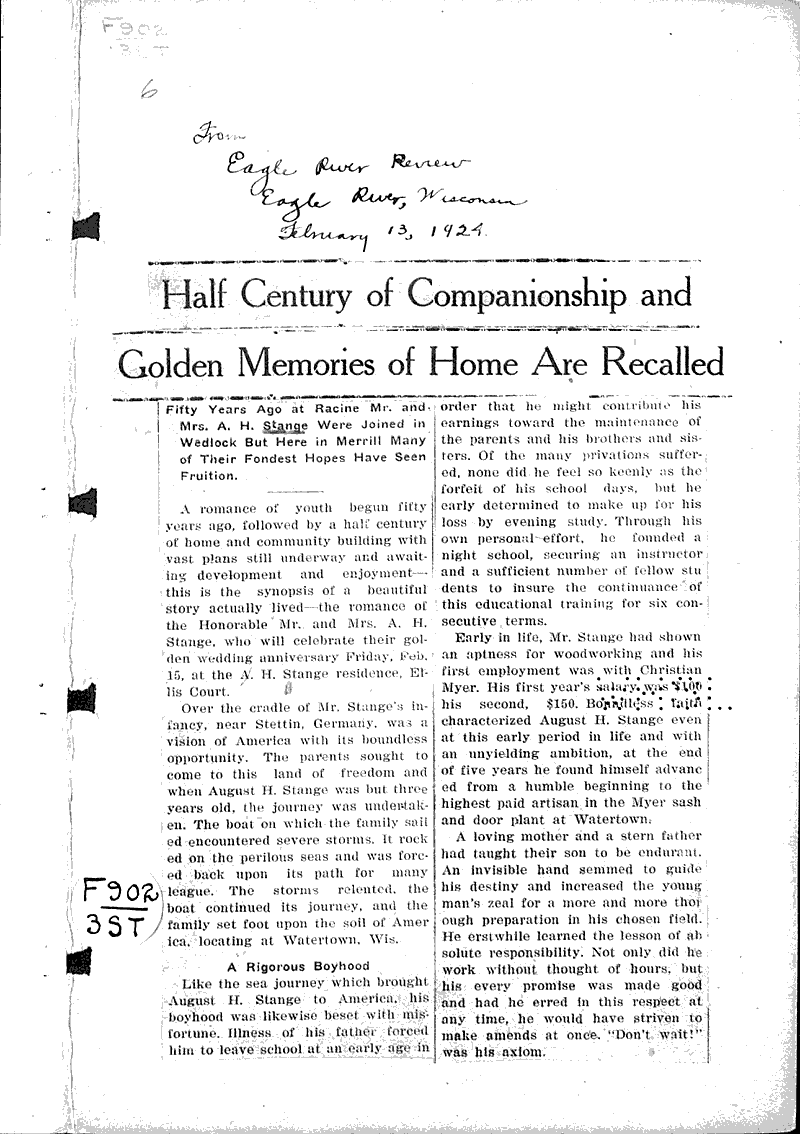 F902
3ST
6
From
Eagle River Review
Eagle River, Wisconsin
February 13, 1924
Half Century of Companionship and
Golden Memories of Home Are Recalled
Fifty Years Ago at Racine Mr. and
Mrs. A. H. Stange Were Joined in
Wedlock But Here in Merrill Many
of Their Fondest Hopes Have Seen
Fruition.
A romance of youth begun fifty
years ago, followed by a half century
of home and community building with
vast plans still underway and await-
ing development and enjoyment—
this is the synopsis of a beautiful
story actually lived—the romance of
the Honorable Mr. and Mrs. A. H.
Stange, who will celebrate their gol-
den wedding anniversary Friday, Feb.
15, at the A. H. Stange residence, El-
lis Court.
Over the cradle of Mr. Stange's in-
fancy, near Stettin, Germany, was a
vision of America with its boundless
opportunity. The parents sought to
come to this land of freedom and
when August H. Stange was but three
years old, the journey was undertak-
en. The boat on which the family sail
ed encountered severe storms. It rock
ed on the perilous seas and was forc-
ed back upon its path for many
league. The storms relented, the
boat continued its journey, and the
family set foot upon the soil of Amer
ica, locating at Watertown, Wis.
A Rigorous Boyhood
Like the sea journey which brought
August H. Stange to America, his
boyhood was likewise beset with mis-
fortune. Illness of his father forced
him to leave school at an early age in
F902
3ST
order that he might contribute his
earnings toward the maintenance of
the parents and his brothers and sis-
ters. Of the many privations suffer-
ed, none did he feel so keenly as the
forfeit of his school days, but he
early determined to make up for his
loss by evening study. Through his
own personal effort, he founded a
night school, securing an instructor
and a sufficient number of fellow stu
dents to insure the continuance of
this educational training for six con-
secutive terms.
Early in life, Mr. Stange had shown
an aptness for woodworking and his
first employment was with Christian
Myer. His first year's salary was $100
his second, $150. Boundless faith
characterized August H. Stange even
at this early period in life and with
an unyielding ambition, at the end
of five years he found himself advanc
ed from a humble beginning to the
highest paid artisan in the Myer sash
and door plant at Watertown.
A loving mother and a stern father
had taught their son to be endurant.
An invisible hand semmed to guide
his destiny and increased the young
man's zeal for a more and more thor
ough preparation in his chosen field.
He erstwhile learned the lesson of ab
solute responsibility. Not only did he
work without thought of hours, but
his every promise was made good
and had he erred in this respect at
any time, he would have striven to
make amends at once. "Don't wait!"
was his axiom.